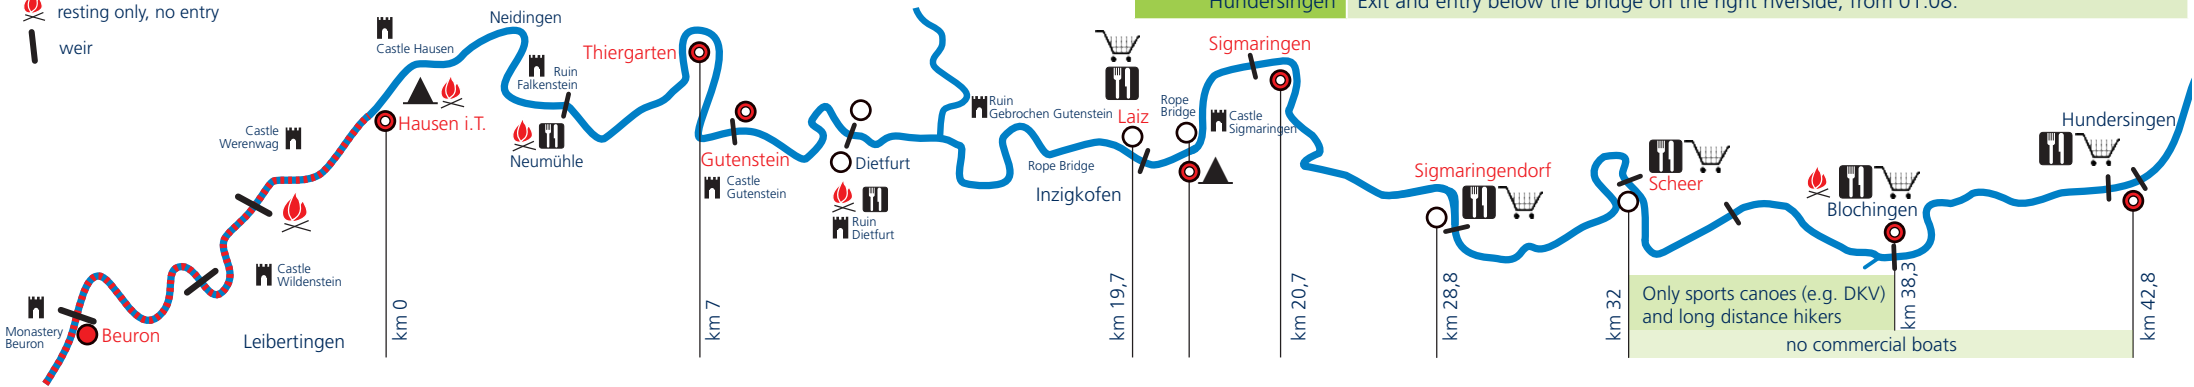 resting only, no entry
weir
Hundersingen
Exit and entry below the bridge on the right riverside, from 01.08.
Neidingen
Castle Hausen
Ruin
Falkenstein
Thiergarten
Hausen i.T.
Castle
Werenwag
Neumühle
Gutenstein
Castle
Gutenstein
Dietfurt
Ruin
Dietfurt
Castle
Wildenstein
Monastery
Beuron
Beuron
Leibertingen
Ruin
Gebrochen Gutenstein
Laiz
Rope Bridge
Inzigkofen
Rope
Bridge
Sigmaringen
Castle
Sigmaringen
Sigmaringendorf
Scheer
Blochingen
Hundersingen
km 0
km 7
km 19,7
km 20,7
km 28,8
km 32
km 38,3
km 42,8
Only sports canoes (e.g. DKV)
and long distance hikers
no commercial boats